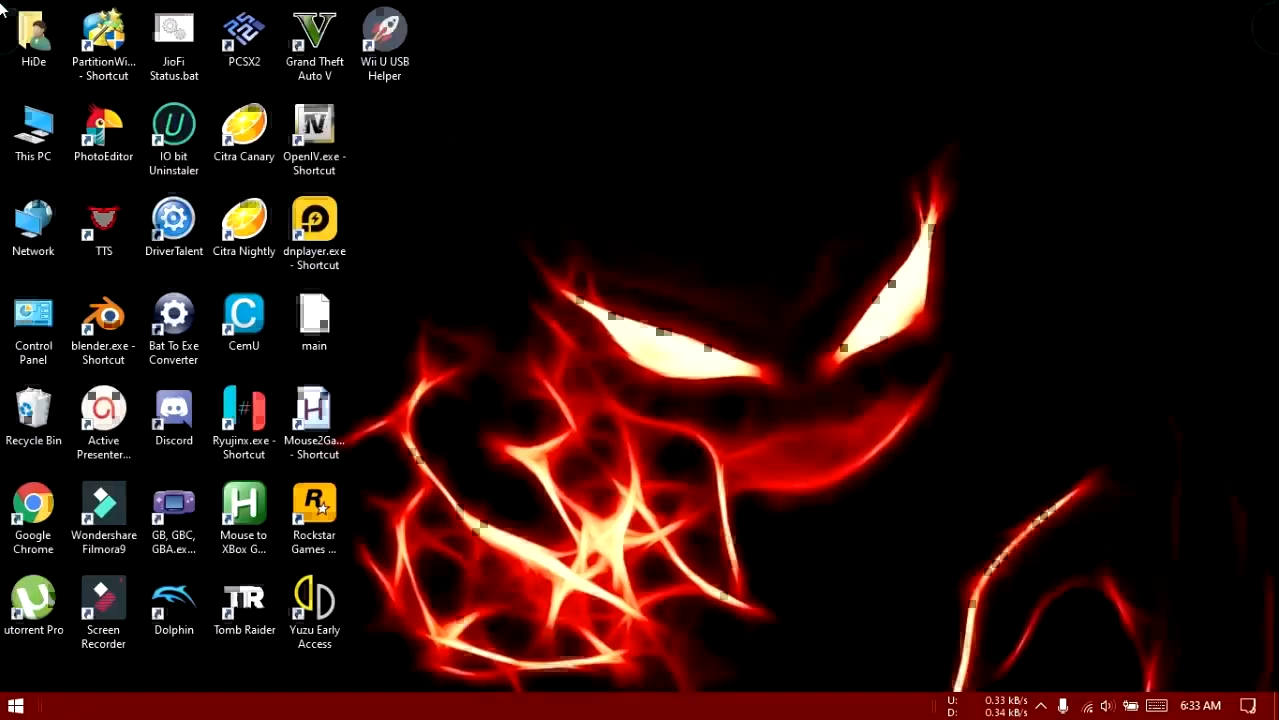 HiDe
PartitionWi...
- Shortcut
JioFi
Status.bat
PCSX2
Grand Theft
Auto V
Wii U USB
Helper
This PC
PhotoEditor
IO bit
Uninstaler
Citra Canary
OpenIV.exe -
Shortcut
Network
TTS
DriverTalent
Citra Nightly
dnplayer.exe
- Shortcut
Control
Panel
blender.exe -
Shortcut
Bat To Exe
Converter
CemU
main
Recycle Bin
Active
Presenter...
Discord
Ryujinx.exe -
Shortcut
Mouse2Ga...
- Shortcut
Google
Chrome
Wondershare
Filmora9
GB, GBC,
GBA.ex...
Mouse to
XBox G...
Rockstar
Games ...
utorrent Pro
Screen
Recorder
Dolphin
Tomb Raider
Yuzu Early
Access
U: 0.33 kB/s
D: 0.34 kB/s
6:33 AM